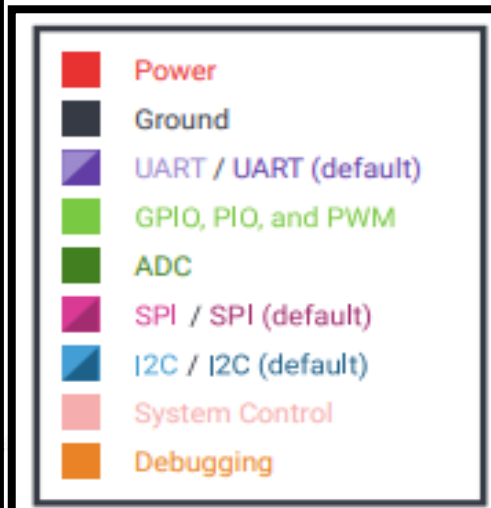 Power
Ground
UART / UART (default)
GPIO, PIO, and PWM
ADC
SPI / SPI (default)
I2C / I2C (default)
System Control
Debugging